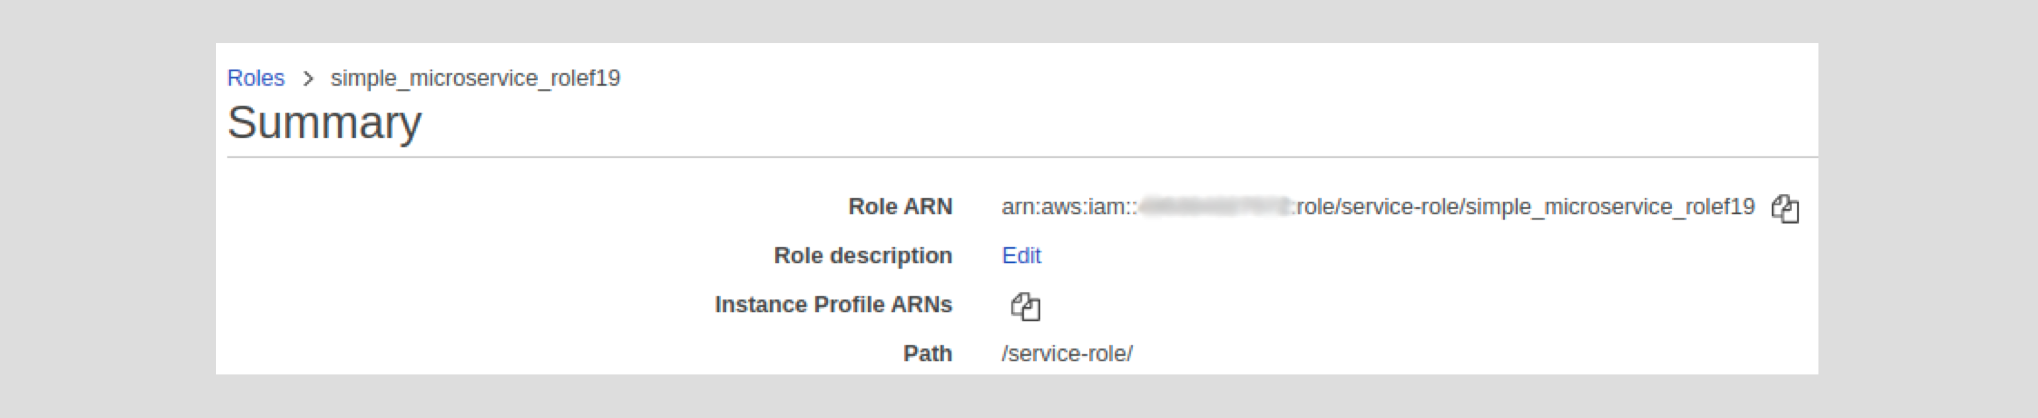 Roles > simple_microservice_rolef19
Summary
Role ARN arn:aws:iam:: :role/service-role/simple_microservice_rolef19
Role description Edit
Instance Profile ARNs
Path /service-role/